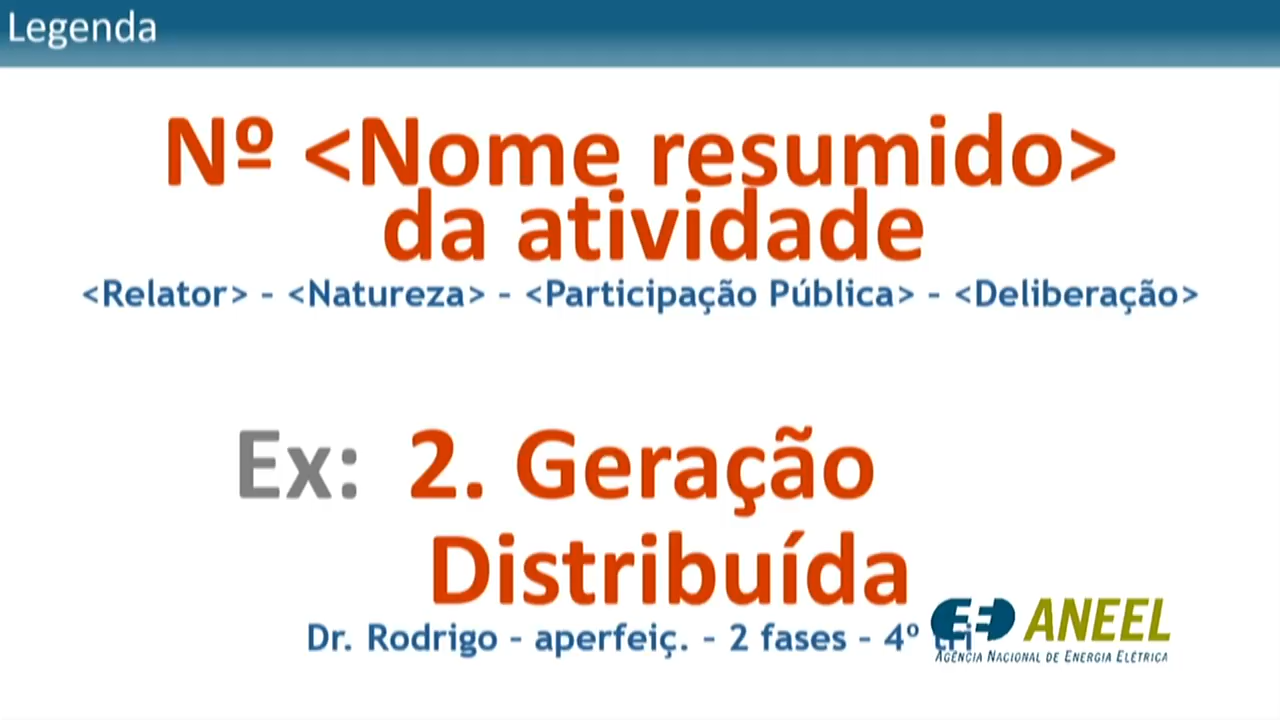 Legenda
Nº <Nome resumido>
da atividade
<Relator> - <Natureza> - <Participação Pública> - <Deliberação>
Ex: 2. Geração
Distribuída
Dr. Rodrigo - aperfeiç. - 2 fases - 4º tri
ANEEL
AGÊNCIA NACIONAL DE ENERGIA ELÉTRICA